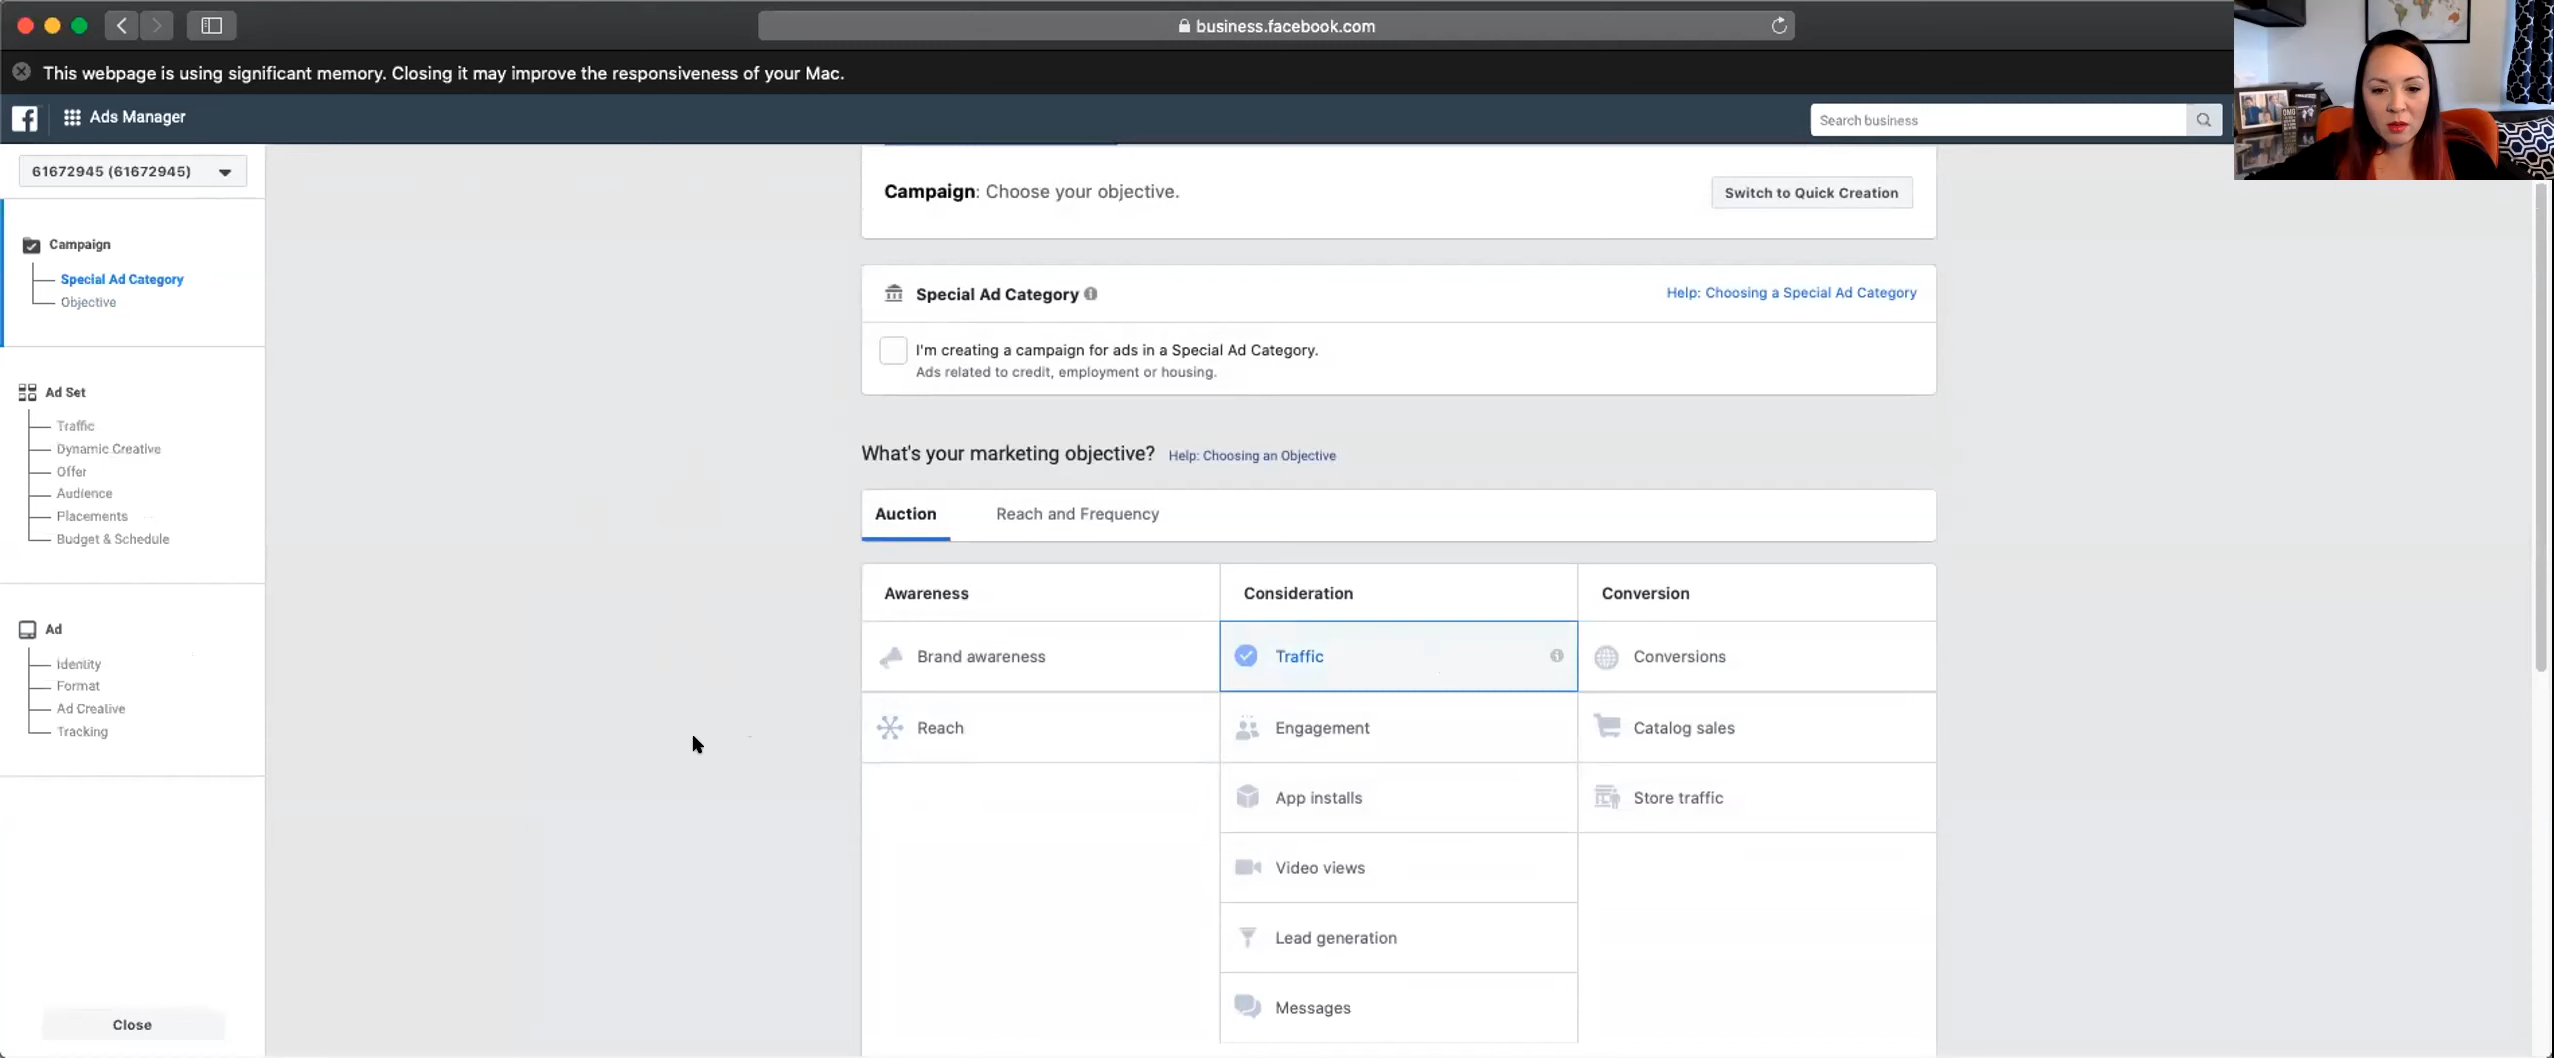 business.facebook.com
This webpage is using significant memory. Closing it may improve the responsiveness of your Mac.
Ads Manager
Search business
61672945 (61672945)
Campaign
Special Ad Category
Objective
Ad Set
Traffic
Dynamic Creative
Offer
Audience
Placements
Budget & Schedule
Ad
Identity
Format
Ad Creative
Tracking
Close
Campaign: Choose your objective.
Switch to Quick Creation
Special Ad Category
Help: Choosing a Special Ad Category
I'm creating a campaign for ads in a Special Ad Category.
Ads related to credit, employment or housing.
What's your marketing objective? Help: Choosing an Objective
Auction
Reach and Frequency
Awareness
Consideration
Conversion
Brand awareness
Traffic
Conversions
Reach
Engagement
Catalog sales
App installs
Store traffic
Video views
Lead generation
Messages